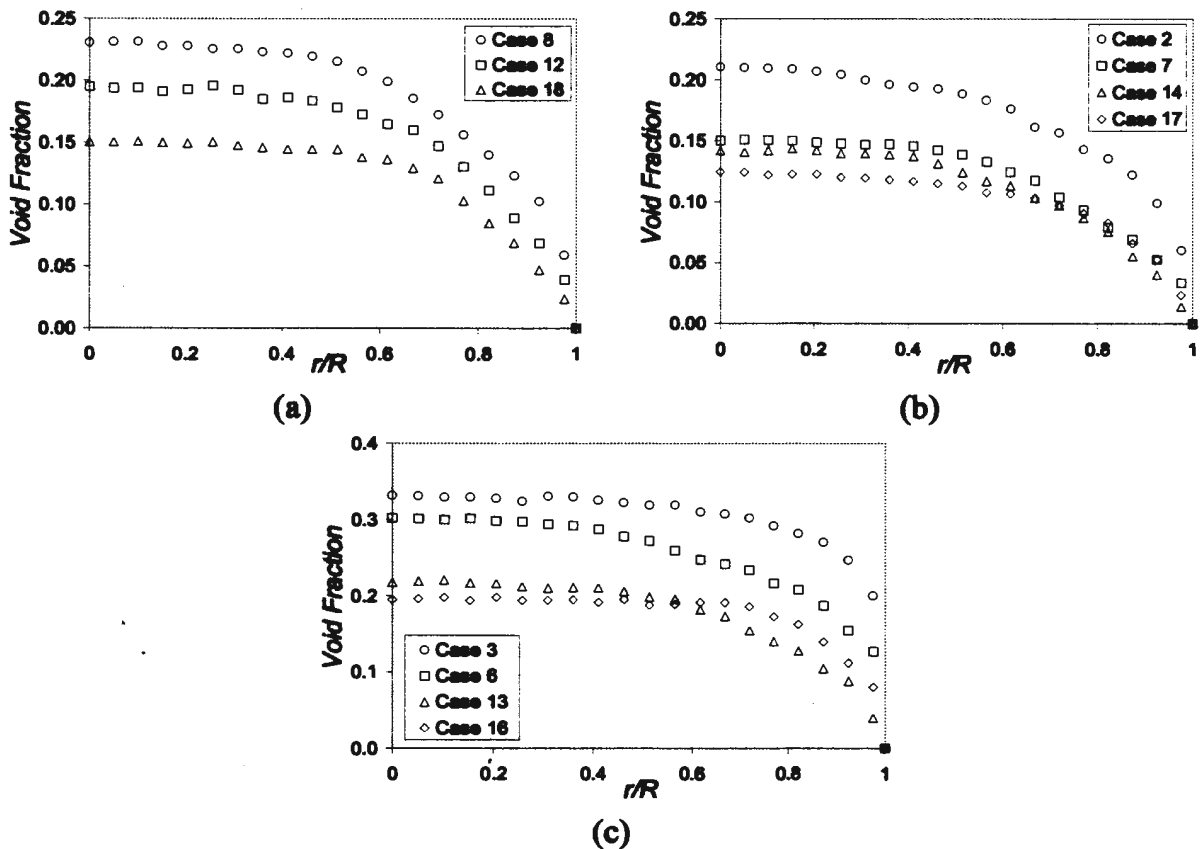 0.25
0.20
0.15
0.10
0.05
0.00
Void Fraction
Case 8
Case 12
Case 18
0
0.2
0.4
0.6
0.8
1
r/R
(a)
0.25
0.20
0.15
0.10
0.05
0.00
Void Fraction
Case 2
Case 7
Case 14
Case 17
0
0.2
0.4
0.6
0.8
1
r/R
(b)
0.4
0.3
0.2
0.1
0.0
Void Fraction
Case 3
Case 6
Case 13
Case 16
0
0.2
0.4
0.6
0.8
1
r/R
(c)